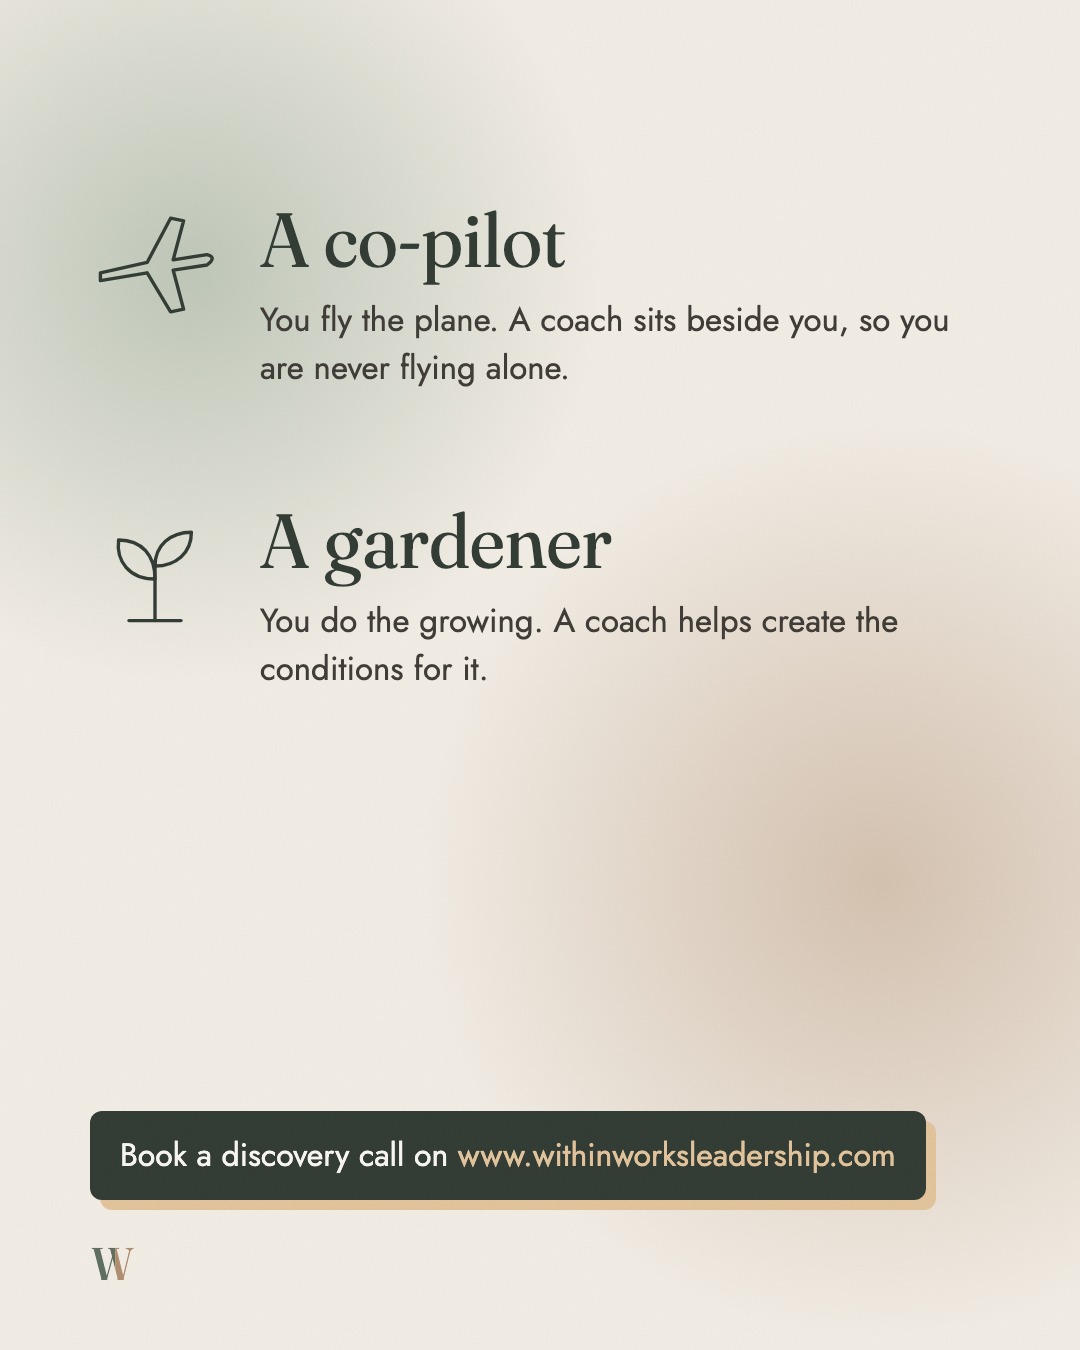 A co-pilot
You fly the plane. A coach sits beside you, so you
are never flying alone.
A gardener
You do the growing. A coach helps create the
conditions for it.
Book a discovery call on www.withinworksleadership.com
W